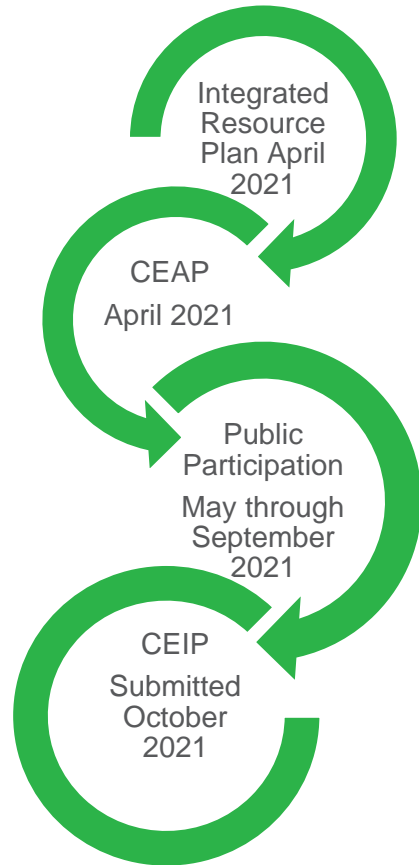 Integrated
Resource
Plan April
2021
CEAP
April 2021
Public
Participation
May through
September
2021
CEIP
Submitted
October
2021